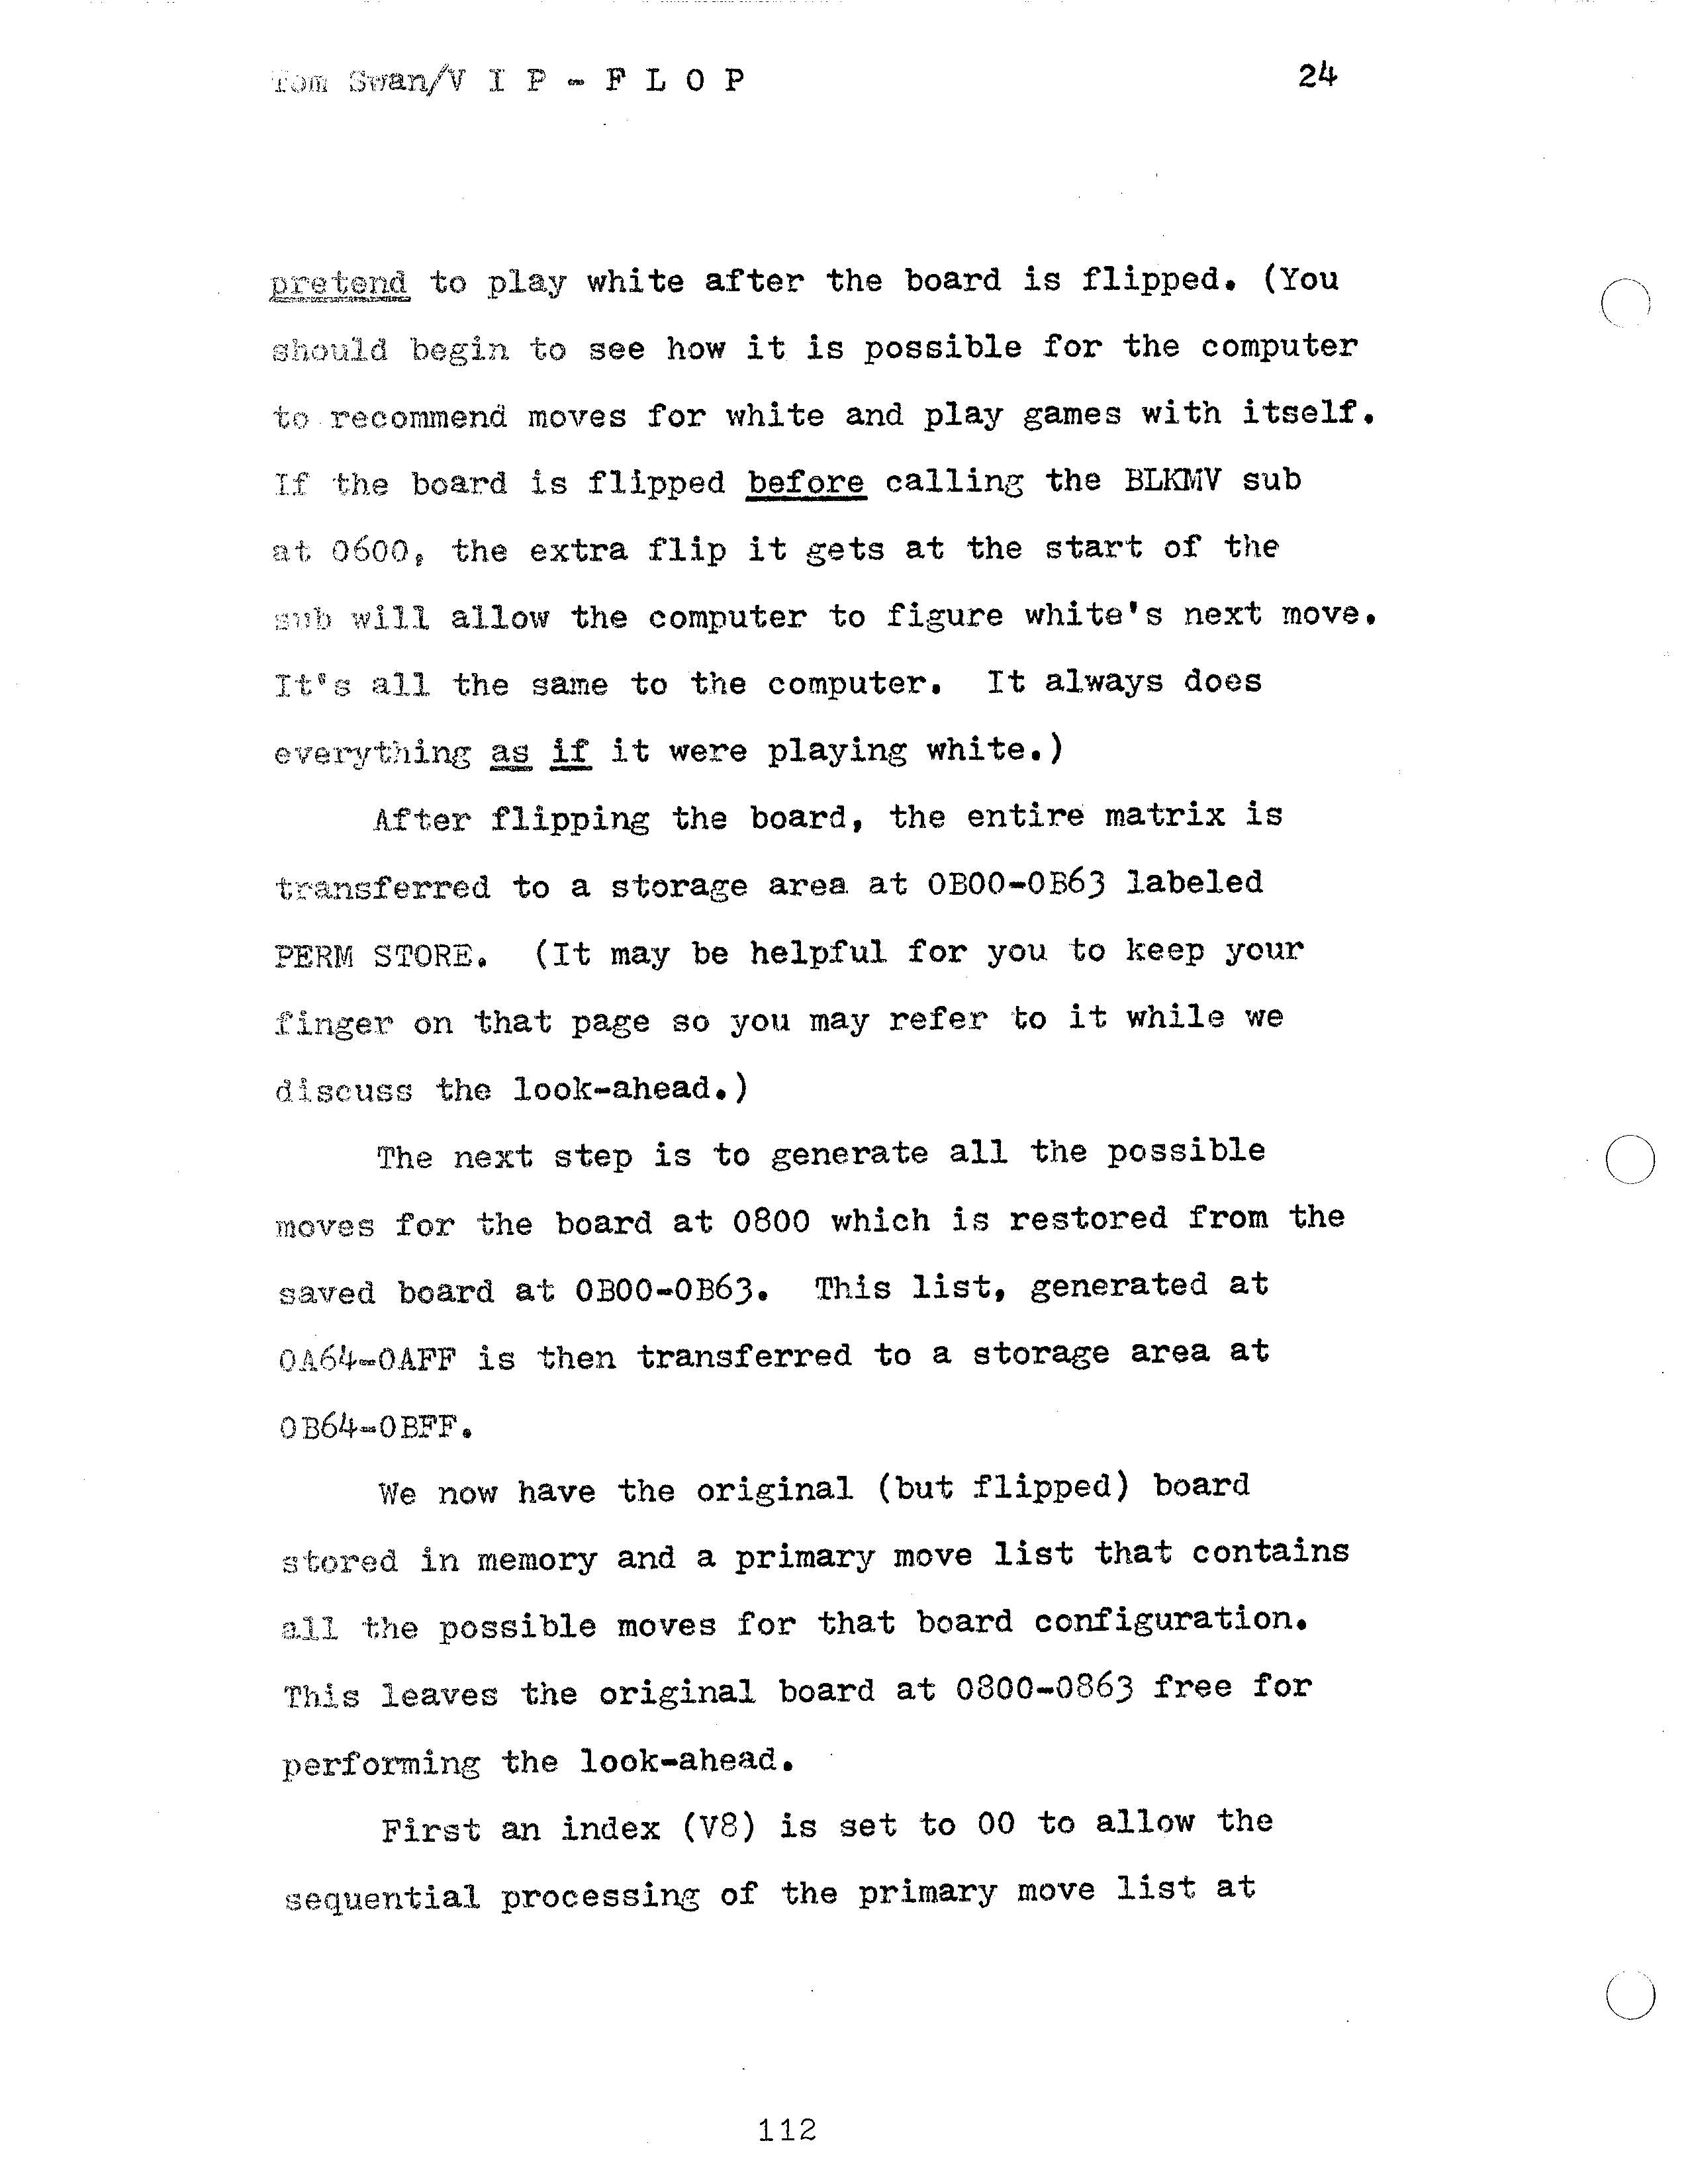 Tom Swan/V I P - F L O P 24
pretend to play white after the board is flipped. (You
should begin to see how it is possible for the computer
to recommend moves for white and play games with itself.
If the board is flipped before calling the BLKMV sub
at 0600, the extra flip it gets at the start of the
sub will allow the computer to figure white's next move.
It's all the same to the computer.  It always does
everything as if it were playing white.)
After flipping the board, the entire matrix is
transferred to a storage area at 0B00-0B63 labeled
PERM STORE.  (It may be helpful for you to keep your
finger on that page so you may refer to it while we
discuss the look-ahead.)
The next step is to generate all the possible
moves for the board at 0800 which is restored from the
saved board at 0B00-0B63.  This list, generated at
0A64-0AFF is then transferred to a storage area at
0B64-0BFF.
We now have the original (but flipped) board
stored in memory and a primary move list that contains
all the possible moves for that board configuration.
This leaves the original board at 0800-0863 free for
performing the look-ahead.
First an index (V8) is set to 00 to allow the
sequential processing of the primary move list at
112